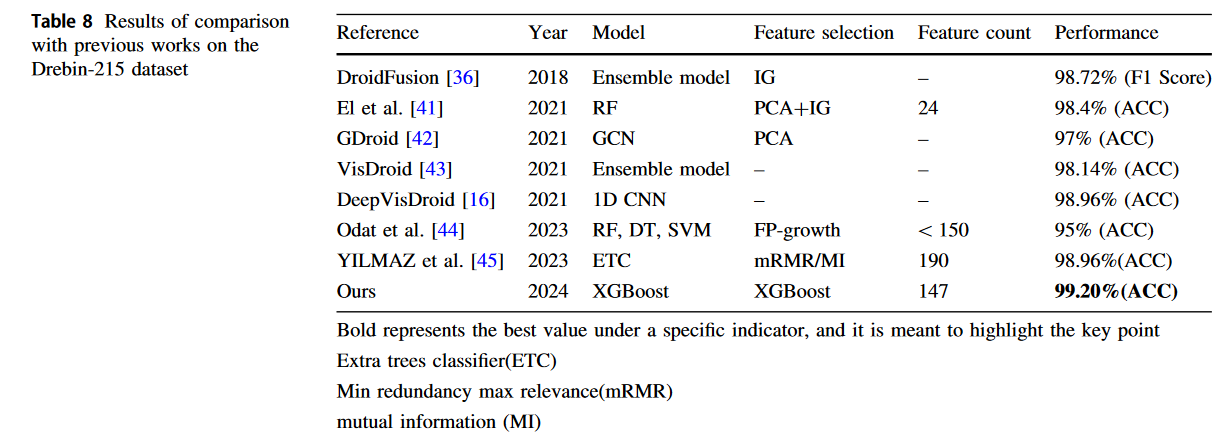 Table 8 Results of comparison
with previous works on the
Drebin-215 dataset
Reference Year Model Feature selection Feature count Performance
DroidFusion [36] 2018 Ensemble model IG – 98.72% (F1 Score)
El et al. [41] 2021 RF PCA+IG 24 98.4% (ACC)
GDroid [42] 2021 GCN PCA – 97% (ACC)
VisDroid [43] 2021 Ensemble model – – 98.14% (ACC)
DeepVisDroid [16] 2021 1D CNN – – 98.96% (ACC)
Odat et al. [44] 2023 RF, DT, SVM FP-growth < 150 95% (ACC)
YILMAZ et al. [45] 2023 ETC mRMR/MI 190 98.96%(ACC)
Ours 2024 XGBoost XGBoost 147 99.20%(ACC)
Bold represents the best value under a specific indicator, and it is meant to highlight the key point
Extra trees classifier(ETC)
Min redundancy max relevance(mRMR)
mutual information (MI)